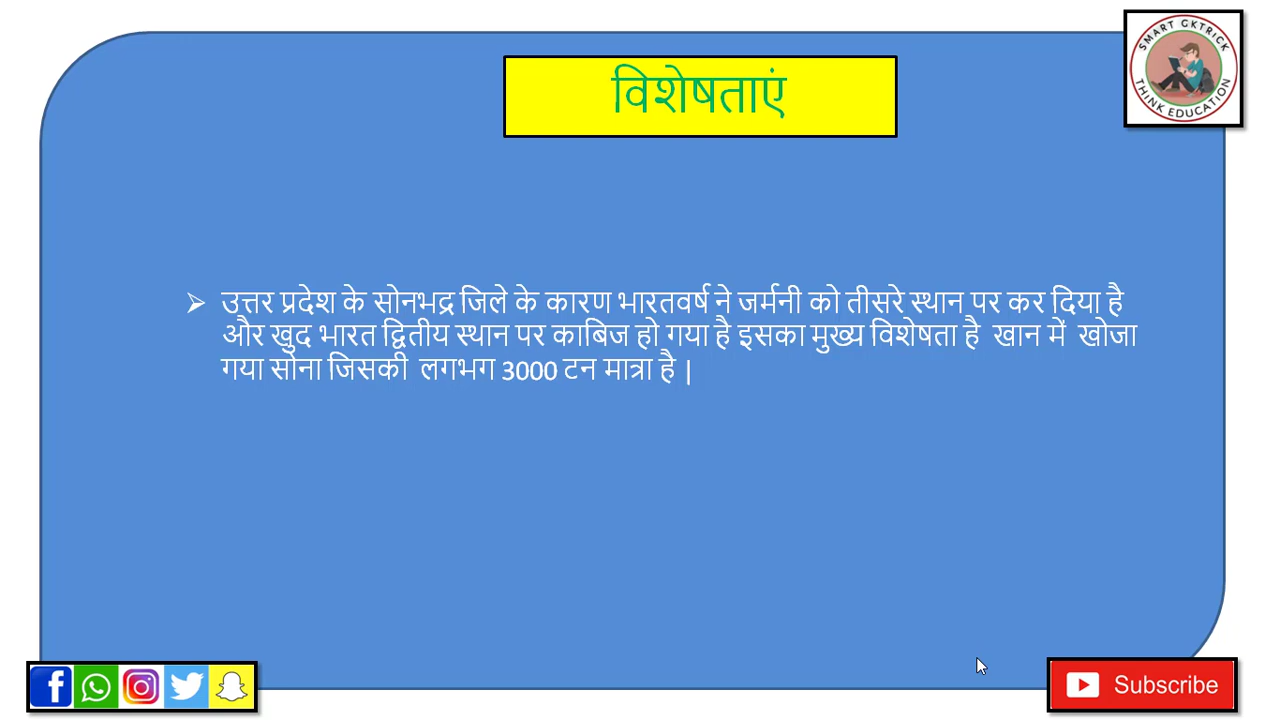 SMART GKTRICK
THINK EDUCATION
विशेषताएं
➢ उत्तर प्रदेश के सोनभद्र जिले के कारण भारतवर्ष ने जर्मनी को तीसरे स्थान पर कर दिया है
और खुद भारत द्वितीय स्थान पर काबिज हो गया है इसका मुख्य विशेषता है खान में खोजा
गया सोना जिसकी लगभग 3000 टन मात्रा है |
Subscribe